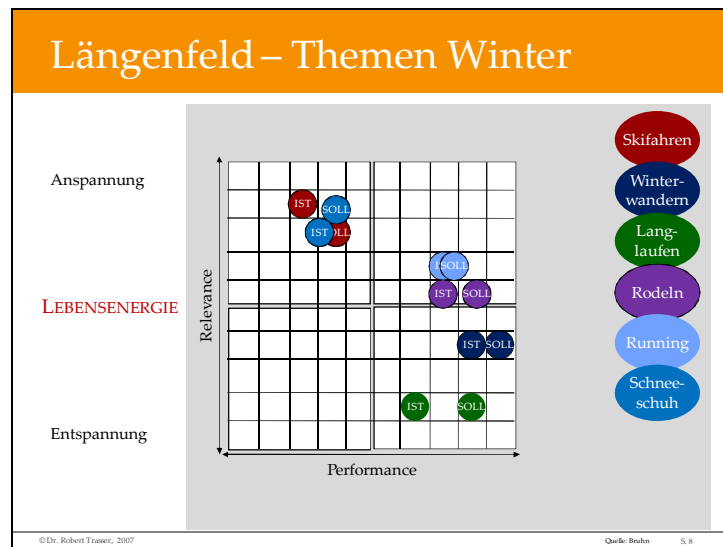 Längenfeld – Themen Winter
Anspannung
LEBENSENERGIE
Entspannung
Relevance
Performance
IST
SOLL
IST
OLL
I
SOLL
IST
SOLL
IST
SOLL
IST
SOLL
Skifahren
Winter-
wandern
Lang-
laufen
Rodeln
Running
Schnee-
schuh
© Dr. Robert Trasser, 2007
Quelle: Bruhn
S. 8